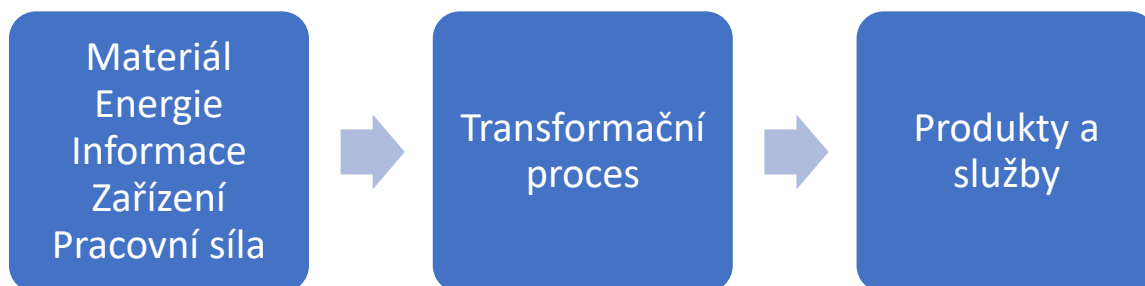 Materiál
Energie
Informace
Zařízení
Pracovní síla
Transformační
proces
Produkty a
služby